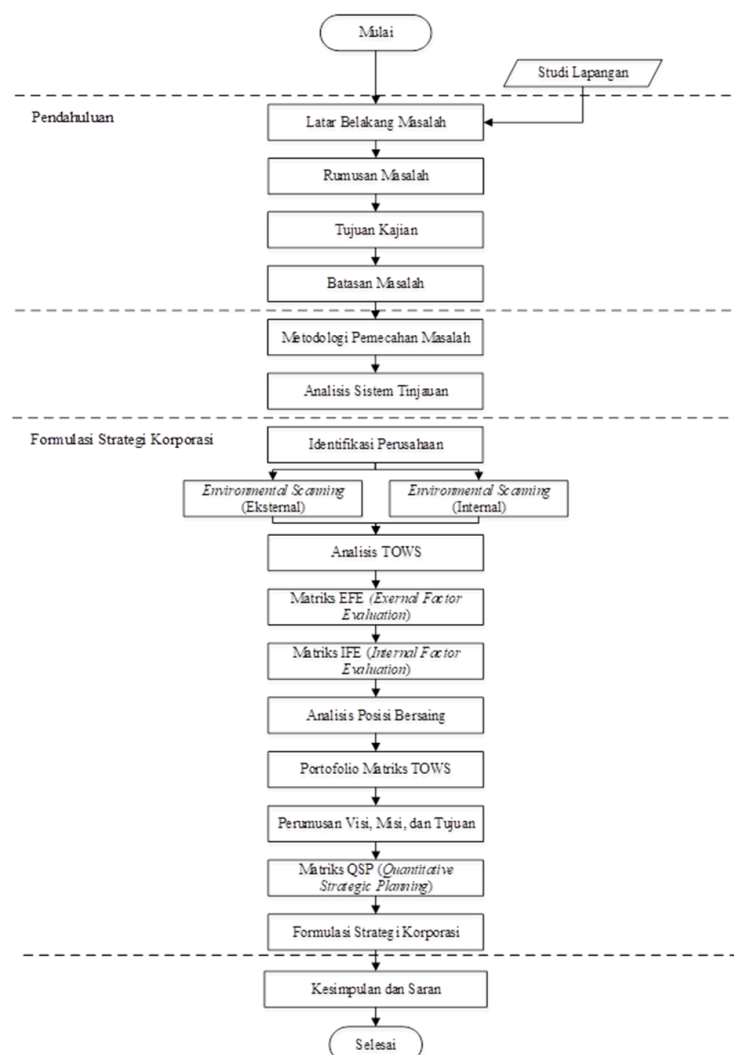 Mulai
Studi Lapangan
Pendahuluan
Latar Belakang Masalah
Rumusan Masalah
Tujuan Kajian
Batasan Masalah
Metodologi Pemecahan Masalah
Analisis Sistem Tinjauan
Formulasi Strategi Korporasi
Identifikasi Perusahaan
Environmental Scanning
(Eksternal)
Environmental Scanning
(Internal)
Analisis TOWS
Matriks EFE (Exernal Factor
Evaluation)
Matriks IFE (Internal Factor
Evaluation)
Analisis Posisi Bersaing
Portofolio Matriks TOWS
Perumusan Visi, Misi, dan Tujuan
Matriks QSP (Quantitative
Strategic Planning)
Formulasi Strategi Korporasi
Kesimpulan dan Saran
Selesai